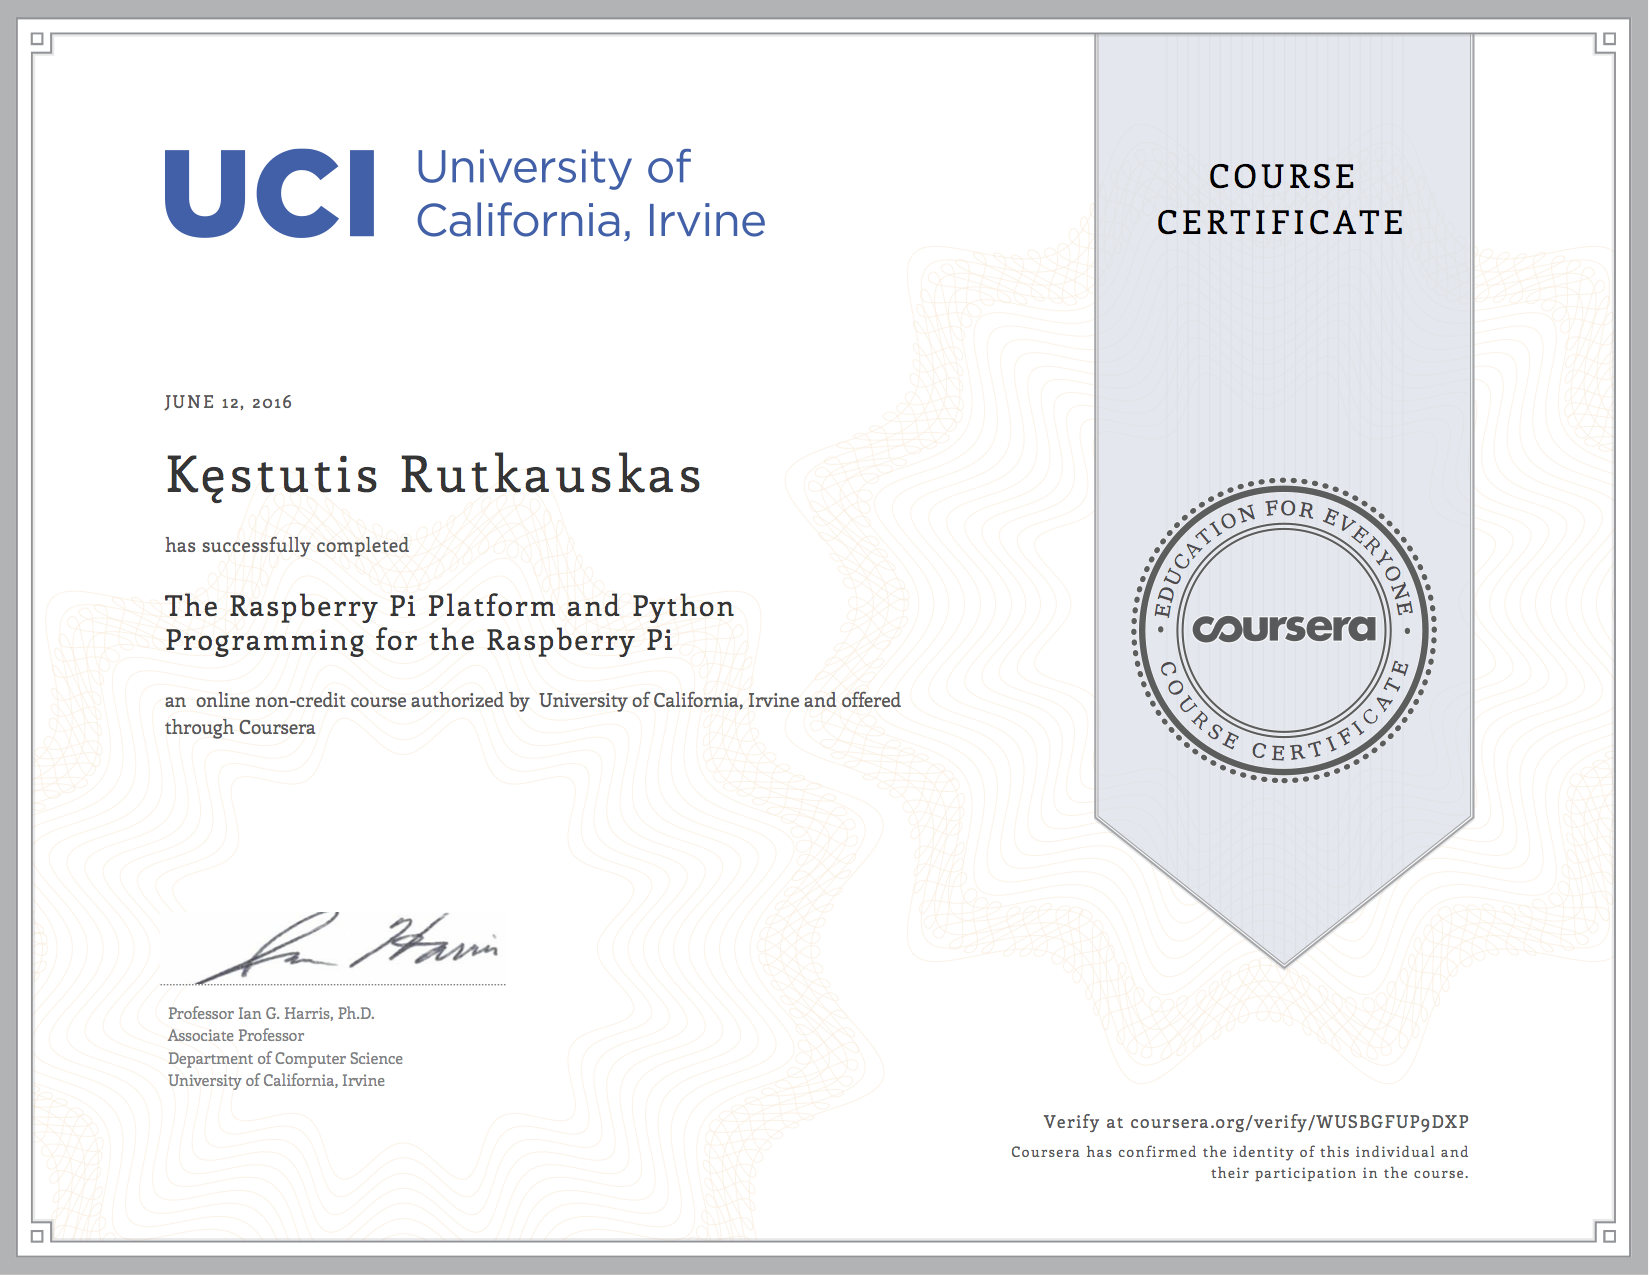 UCI University of
California, Irvine
COURSE
CERTIFICATE
JUNE 12, 2016
Kęstutis Rutkauskas
has successfully completed
The Raspberry Pi Platform and Python
Programming for the Raspberry Pi
an online non-credit course authorized by University of California, Irvine and offered
through Coursera
EDUCATION FOR EVERYONE
coursera
COURSE CERTIFICATE
Ian Harris
Professor Ian G. Harris, Ph.D.
Associate Professor
Department of Computer Science
University of California, Irvine
Verify at coursera.org/verify/WUSBGFUP9DXP
Coursera has confirmed the identity of this individual and
their participation in the course.